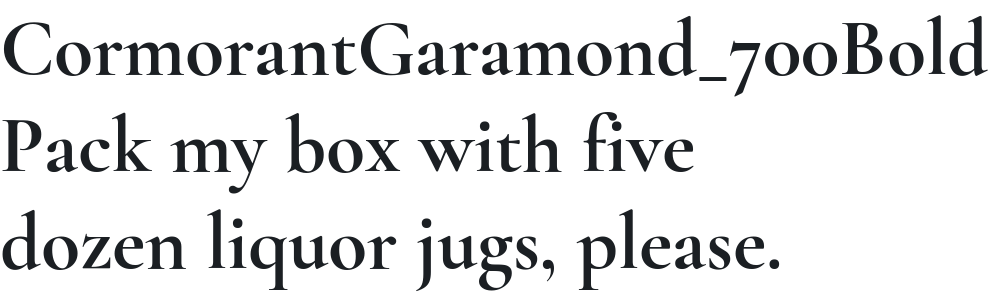 CormorantGaramond_700Bold
Pack my box with five
dozen liquor jugs, please.